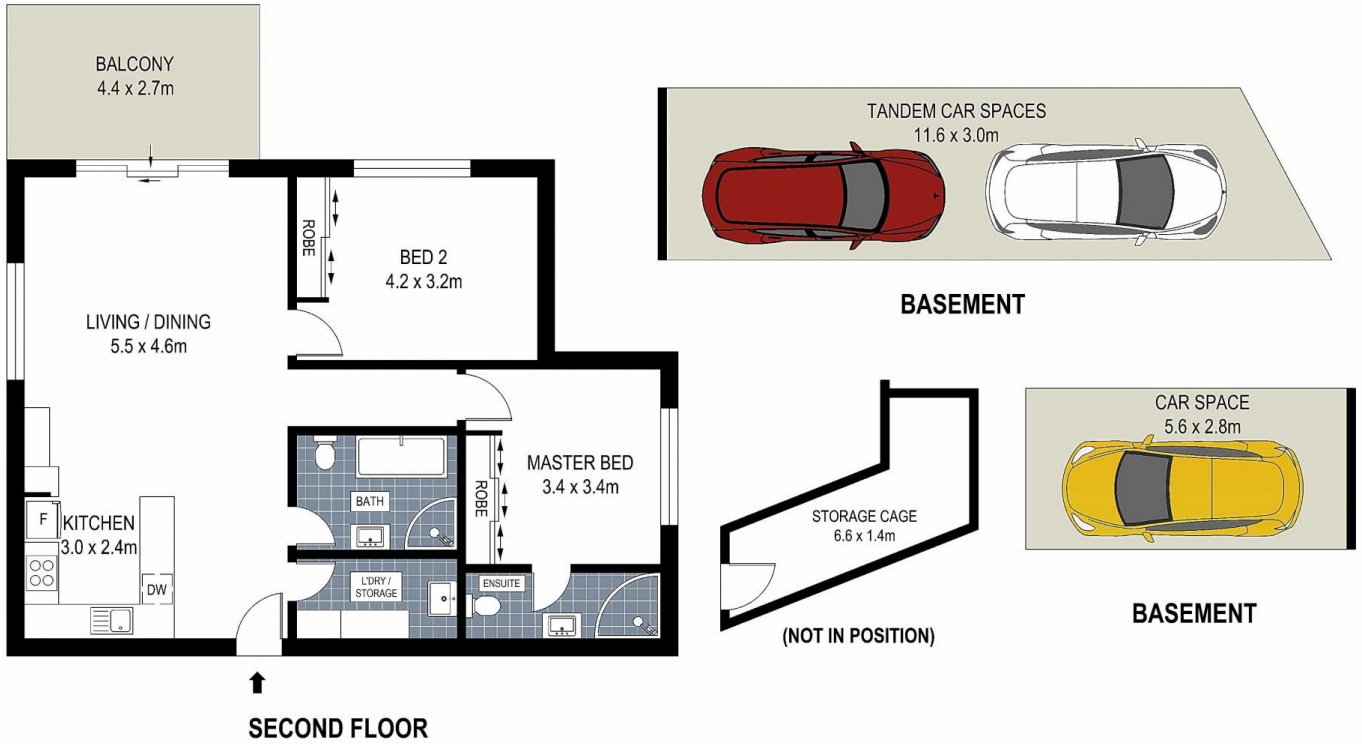 BALCONY
4.4 x 2.7m
ROBE
BED 2
4.2 x 3.2m
LIVING / DINING
5.5 x 4.6m
MASTER BED
3.4 x 3.4m
ROBE
BATH
F
KITCHEN
3.0 x 2.4m
DW
L'DRY /
STORAGE
ENSUITE
SECOND FLOOR
TANDEM CAR SPACES
11.6 x 3.0m
BASEMENT
STORAGE CAGE
6.6 x 1.4m
(NOT IN POSITION)
CAR SPACE
5.6 x 2.8m
BASEMENT